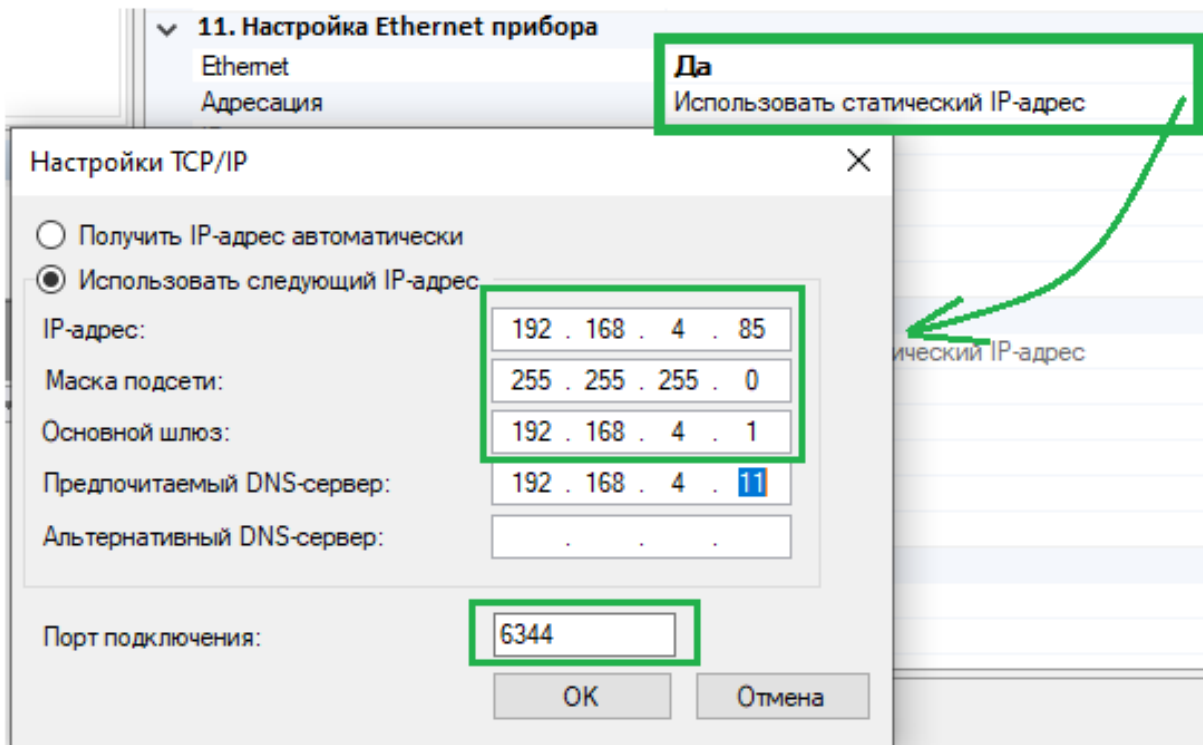 11. Настройка Ethernet прибора
Ethernet Да
Адресация Использовать статический IP-адрес
Настройки TCP/IP
Получить IP-адрес автоматически
Использовать следующий IP-адрес
IP-адрес: 192 . 168 . 4 . 85
ический IP-адрес
Маска подсети: 255 . 255 . 255 . 0
Основной шлюз: 192 . 168 . 4 . 1
Предпочитаемый DNS-сервер: 192 . 168 . 4 . 11
Альтернативный DNS-сервер: . . .
Порт подключения: 6344
OK Отмена